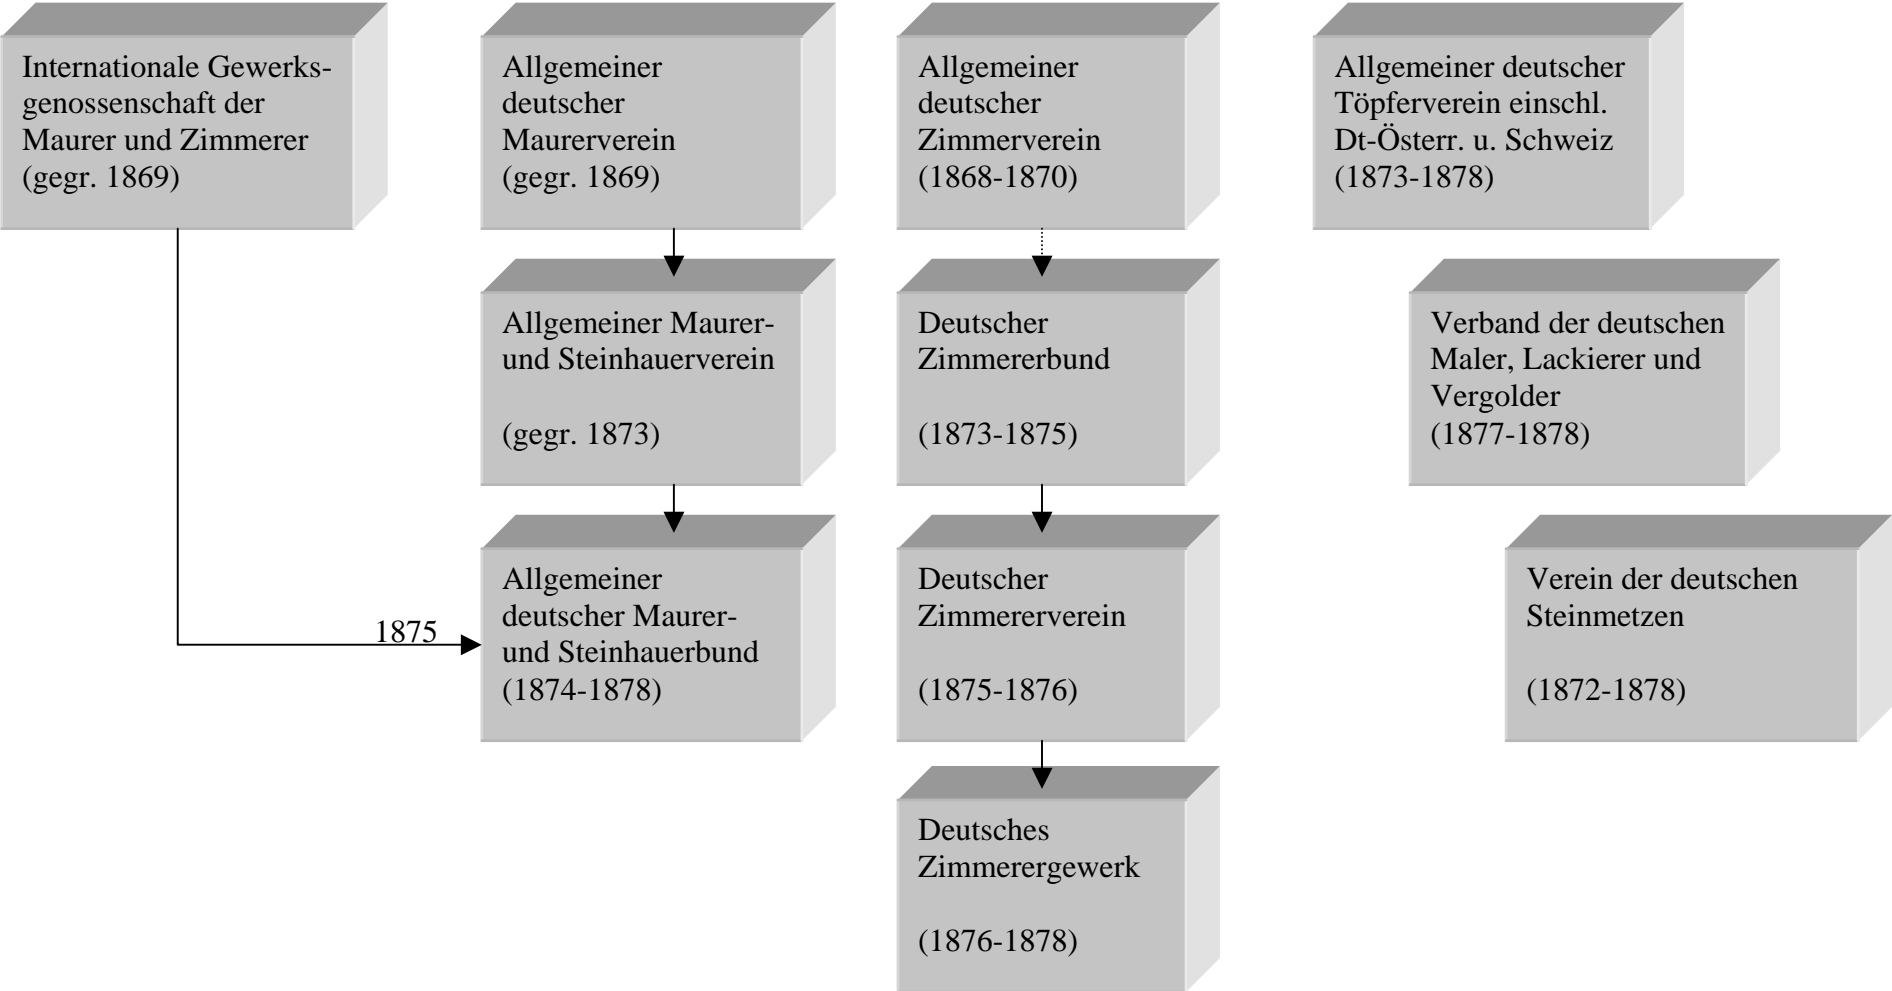 Internationale Gewerks-
genossenschaft der
Maurer und Zimmerer
(gegr. 1869)
Allgemeiner
deutscher
Maurerverein
(gegr. 1869)
Allgemeiner
deutscher
Zimmerverein
(1868-1870)
Allgemeiner deutscher
Töpferverein einschl.
Dt-Österr. u. Schweiz
(1873-1878)
Allgemeiner Maurer-
und Steinhauerverein
(gegr. 1873)
Deutscher
Zimmererbund
(1873-1875)
Verband der deutschen
Maler, Lackierer und
Vergolder
(1877-1878)
1875
Allgemeiner
deutscher Maurer-
und Steinhauerbund
(1874-1878)
Deutscher
Zimmererverein
(1875-1876)
Verein der deutschen
Steinmetzen
(1872-1878)
Deutsches
Zimmerergewerk
(1876-1878)